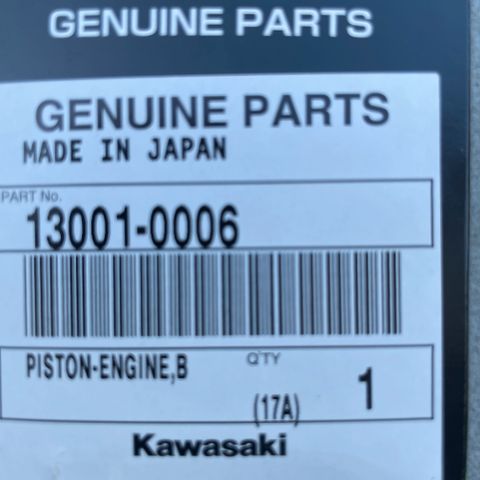 GENUINE PARTS
GENUINE PARTS
MADE IN JAPAN
PART No.
13001-0006
PISTON-ENGINE,B
Q'TY
(17A) 1
Kawasaki